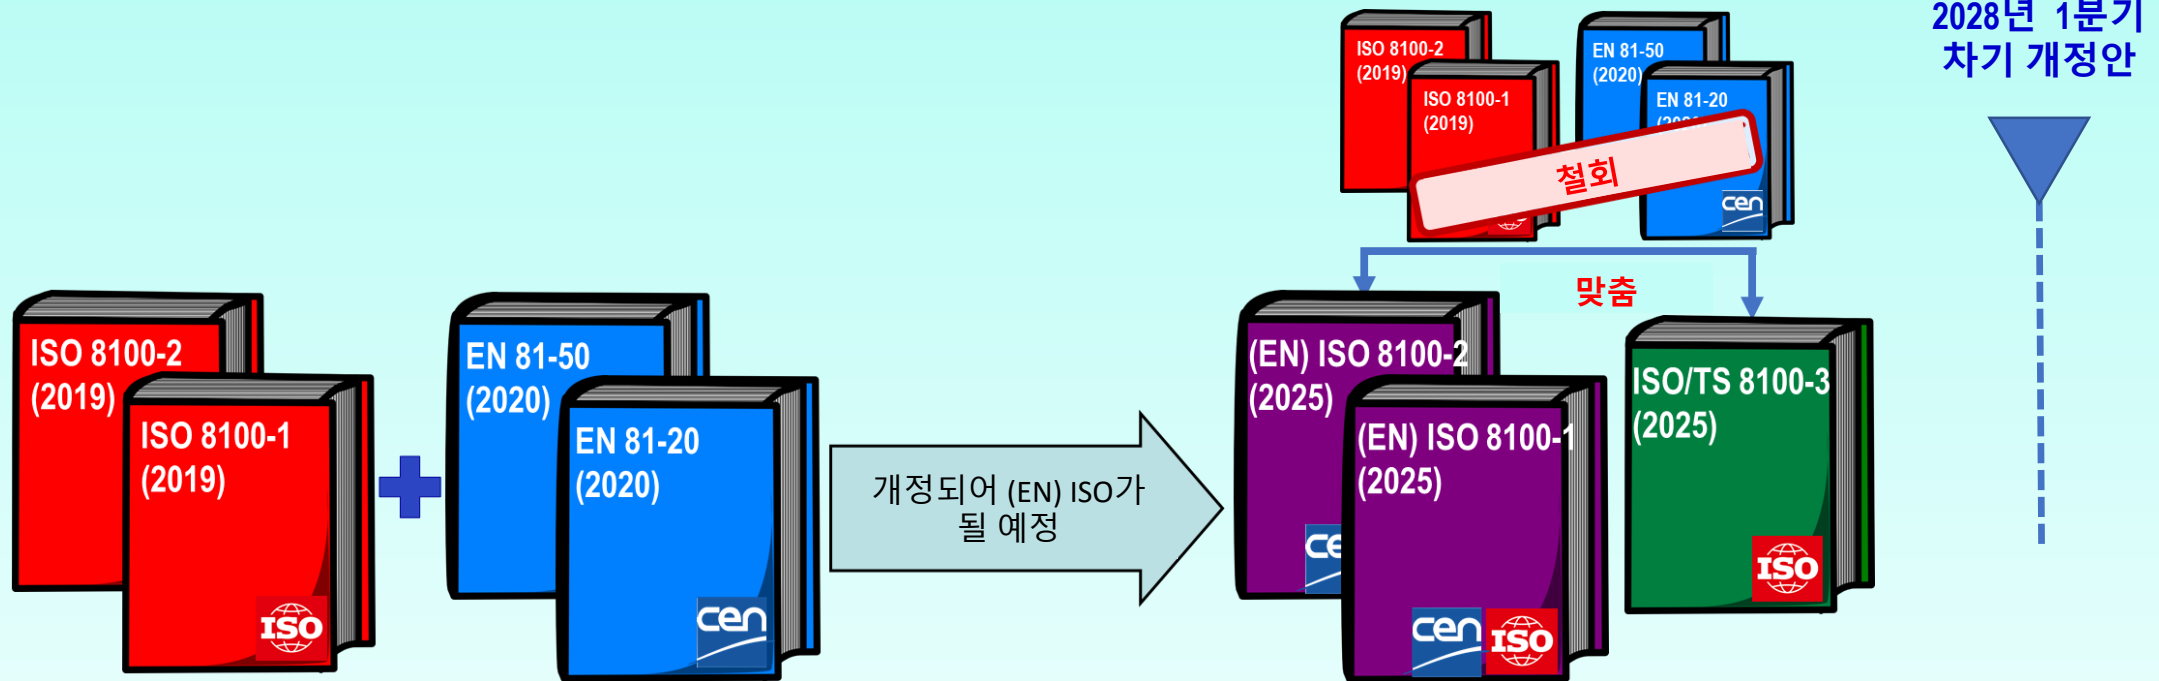 2028년 1분기
차기 개정안
ISO 8100-2
(2019)
ISO 8100-1
(2019)
EN 81-50
(2020)
EN 81-20
철회
cen
맞춤
ISO 8100-2
(2019)
ISO 8100-1
(2019)
ISO
EN 81-50
(2020)
EN 81-20
(2020)
cen
개정되어 (EN) ISO가
될 예정
(EN) ISO 8100-2
(2025)
(EN) ISO 8100-1
(2025)
cen
ISO
ISO/TS 8100-3
(2025)
ISO